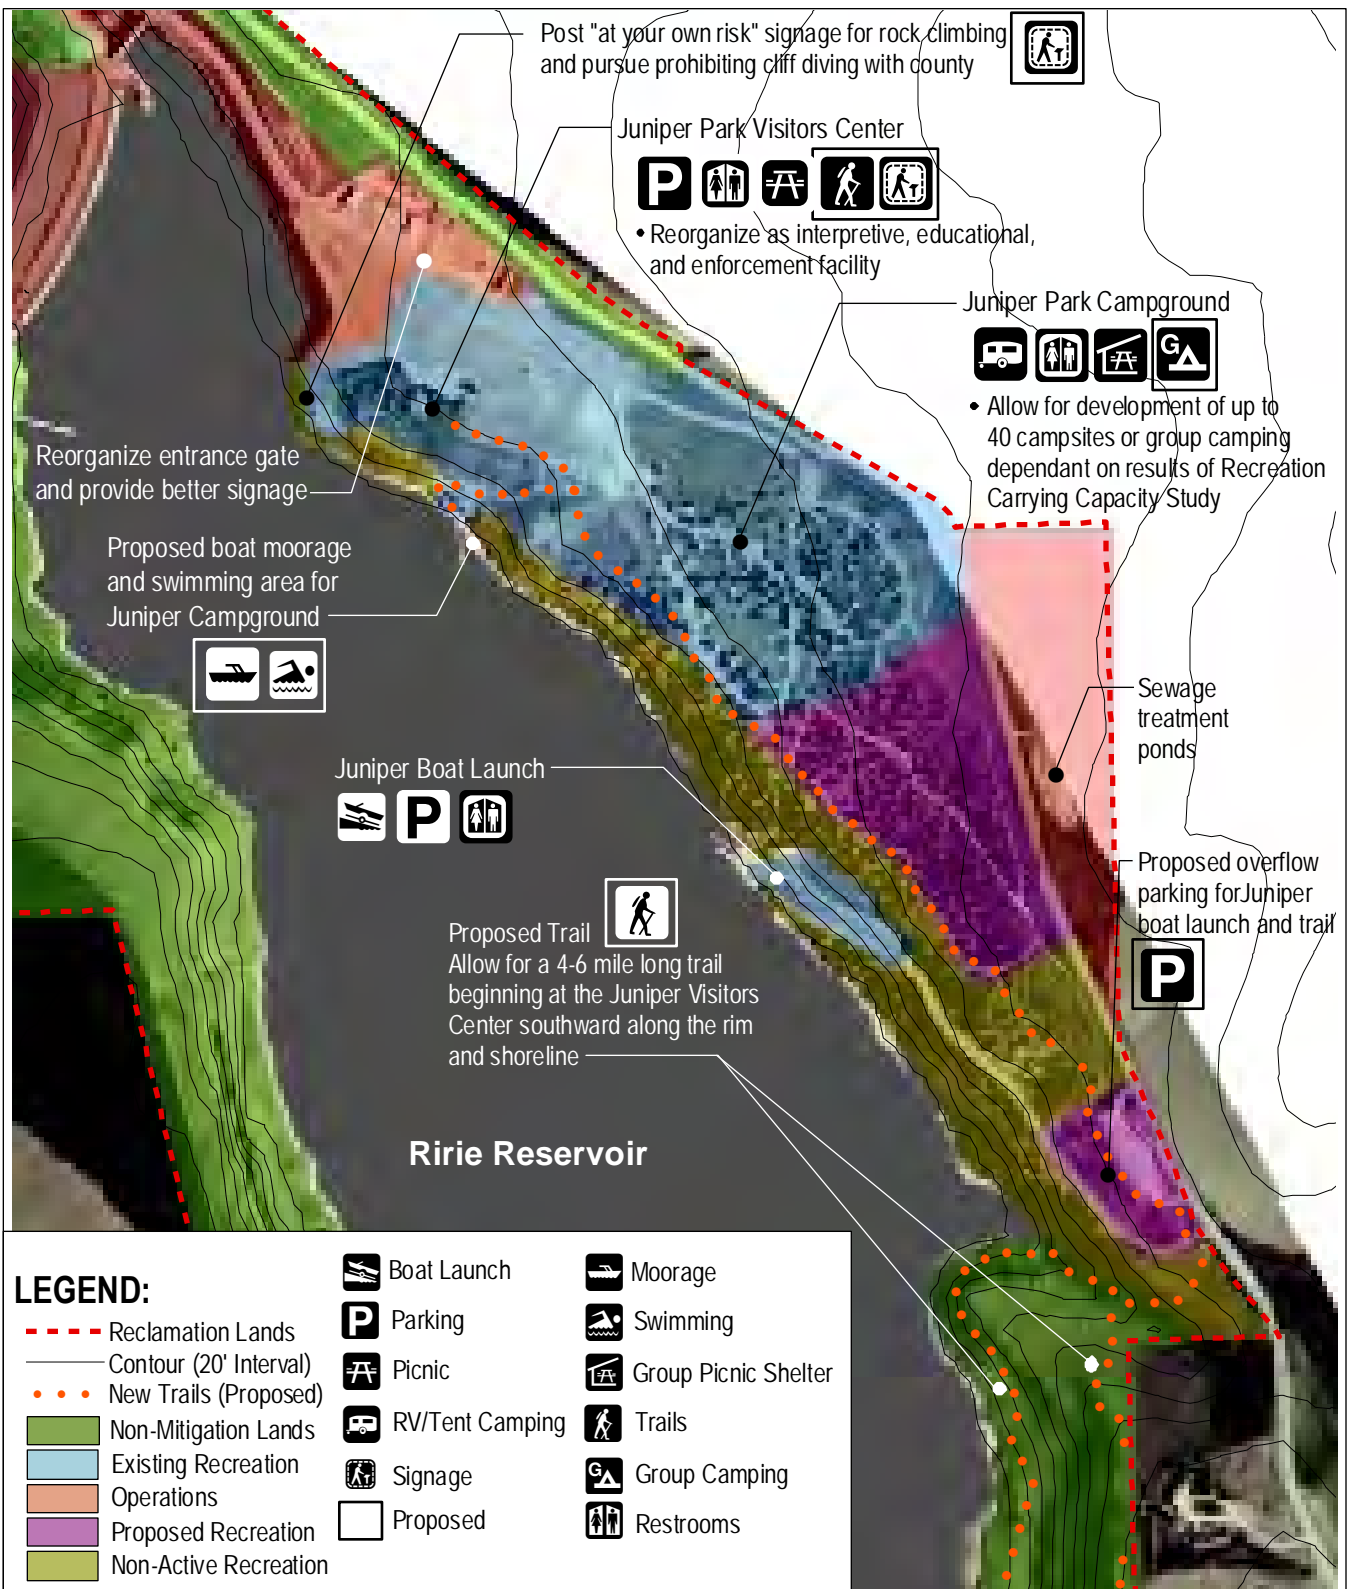 Post "at your own risk" signage for rock climbing
and pursue prohibiting cliff diving with county
Juniper Park Visitors Center
P
• Reorganize as interpretive, educational,
and enforcement facility
Juniper Park Campground
G
• Allow for development of up to
40 campsites or group camping
dependant on results of Recreation
Carrying Capacity Study
Reorganize entrance gate
and provide better signage
Proposed boat moorage
and swimming area for
Juniper Campground
Sewage
treatment
ponds
Juniper Boat Launch
P
Proposed overflow
parking forJuniper
boat launch and trail
P
Proposed Trail
Allow for a 4-6 mile long trail
beginning at the Juniper Visitors
Center southward along the rim
and shoreline
Ririe Reservoir
LEGEND:
Reclamation Lands
Contour (20' Interval)
New Trails (Proposed)
Non-Mitigation Lands
Existing Recreation
Operations
Proposed Recreation
Non-Active Recreation
Boat Launch
P Parking
Picnic
RV/Tent Camping
Signage
Proposed
Moorage
Swimming
Group Picnic Shelter
Trails
G Group Camping
Restrooms